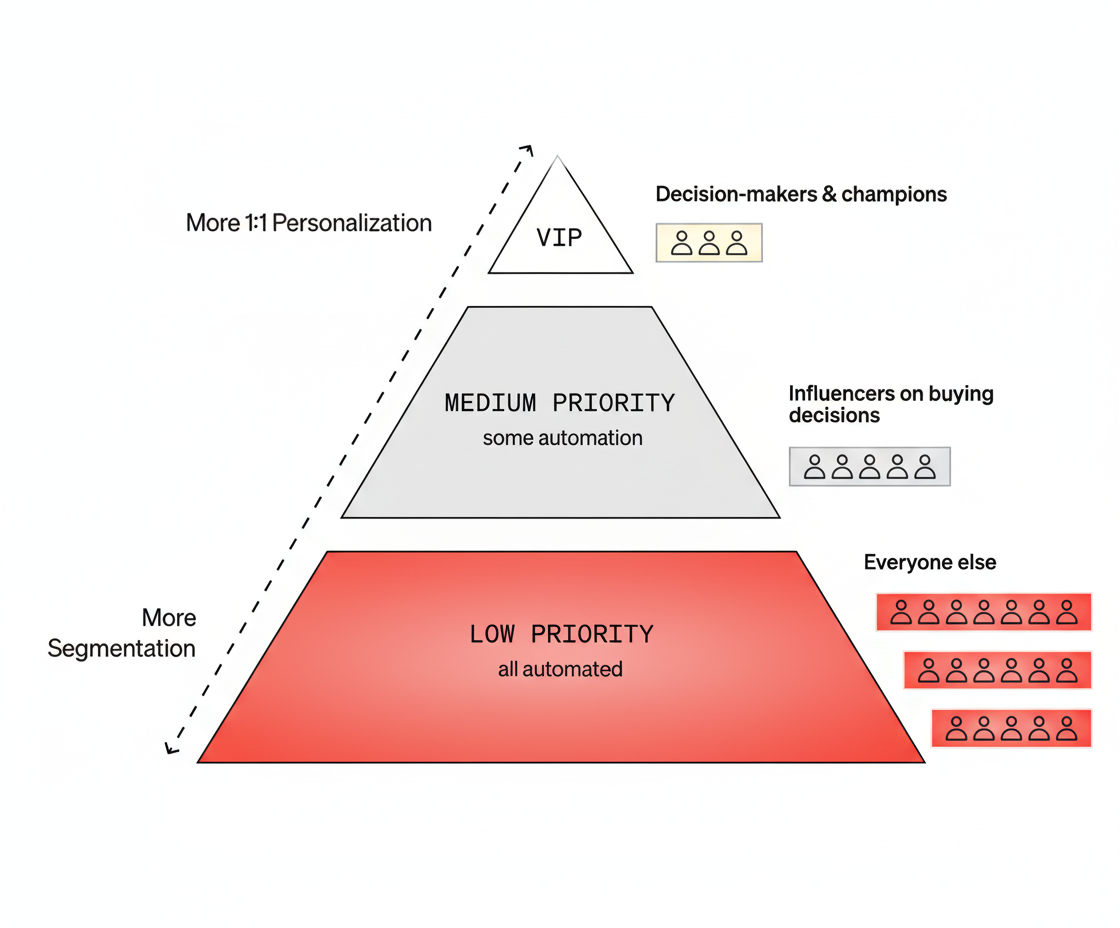 Decision-makers & champions
More 1:1 Personalization
VIP
Influencers on buying
decisions
MEDIUM PRIORITY
some automation
Everyone else
More
Segmentation
LOW PRIORITY
all automated